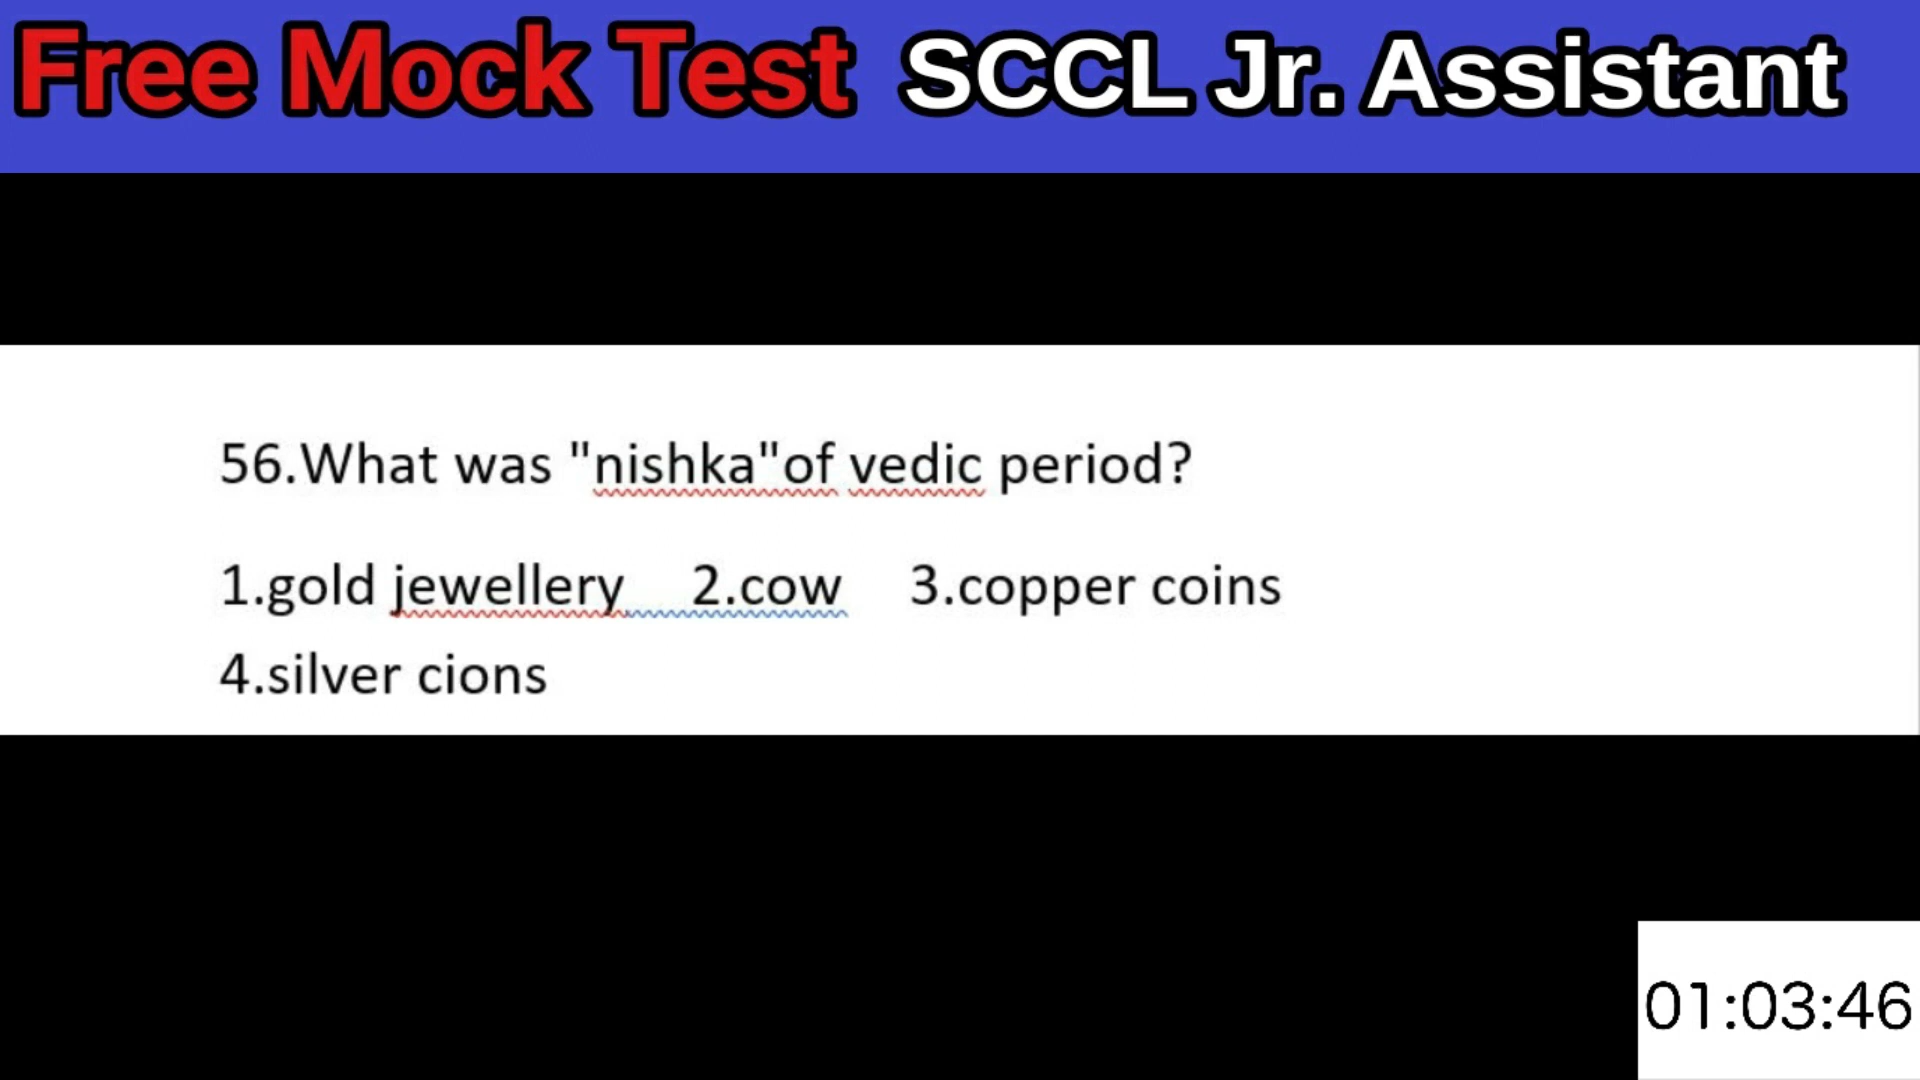 Free Mock Test SCCL Jr. Assistant
56.What was "nishka"of vedic period?
1.gold jewellery 2.cow 3.copper coins
4.silver cions
01:03:46